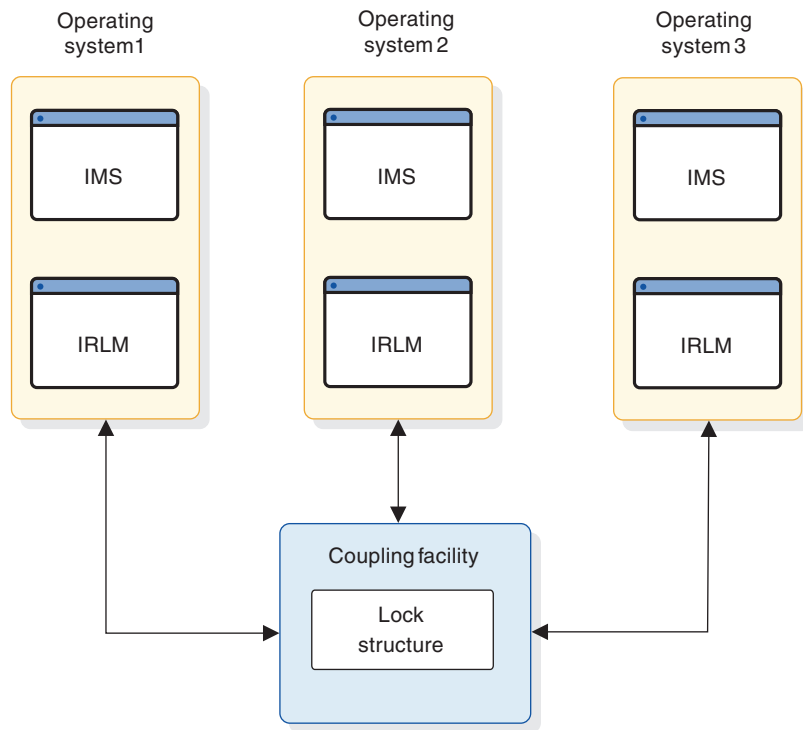 Operating
system1
Operating
system 2
Operating
system 3
IMS
IMS
IMS
IRLM
IRLM
IRLM
Coupling facility
Lock
structure